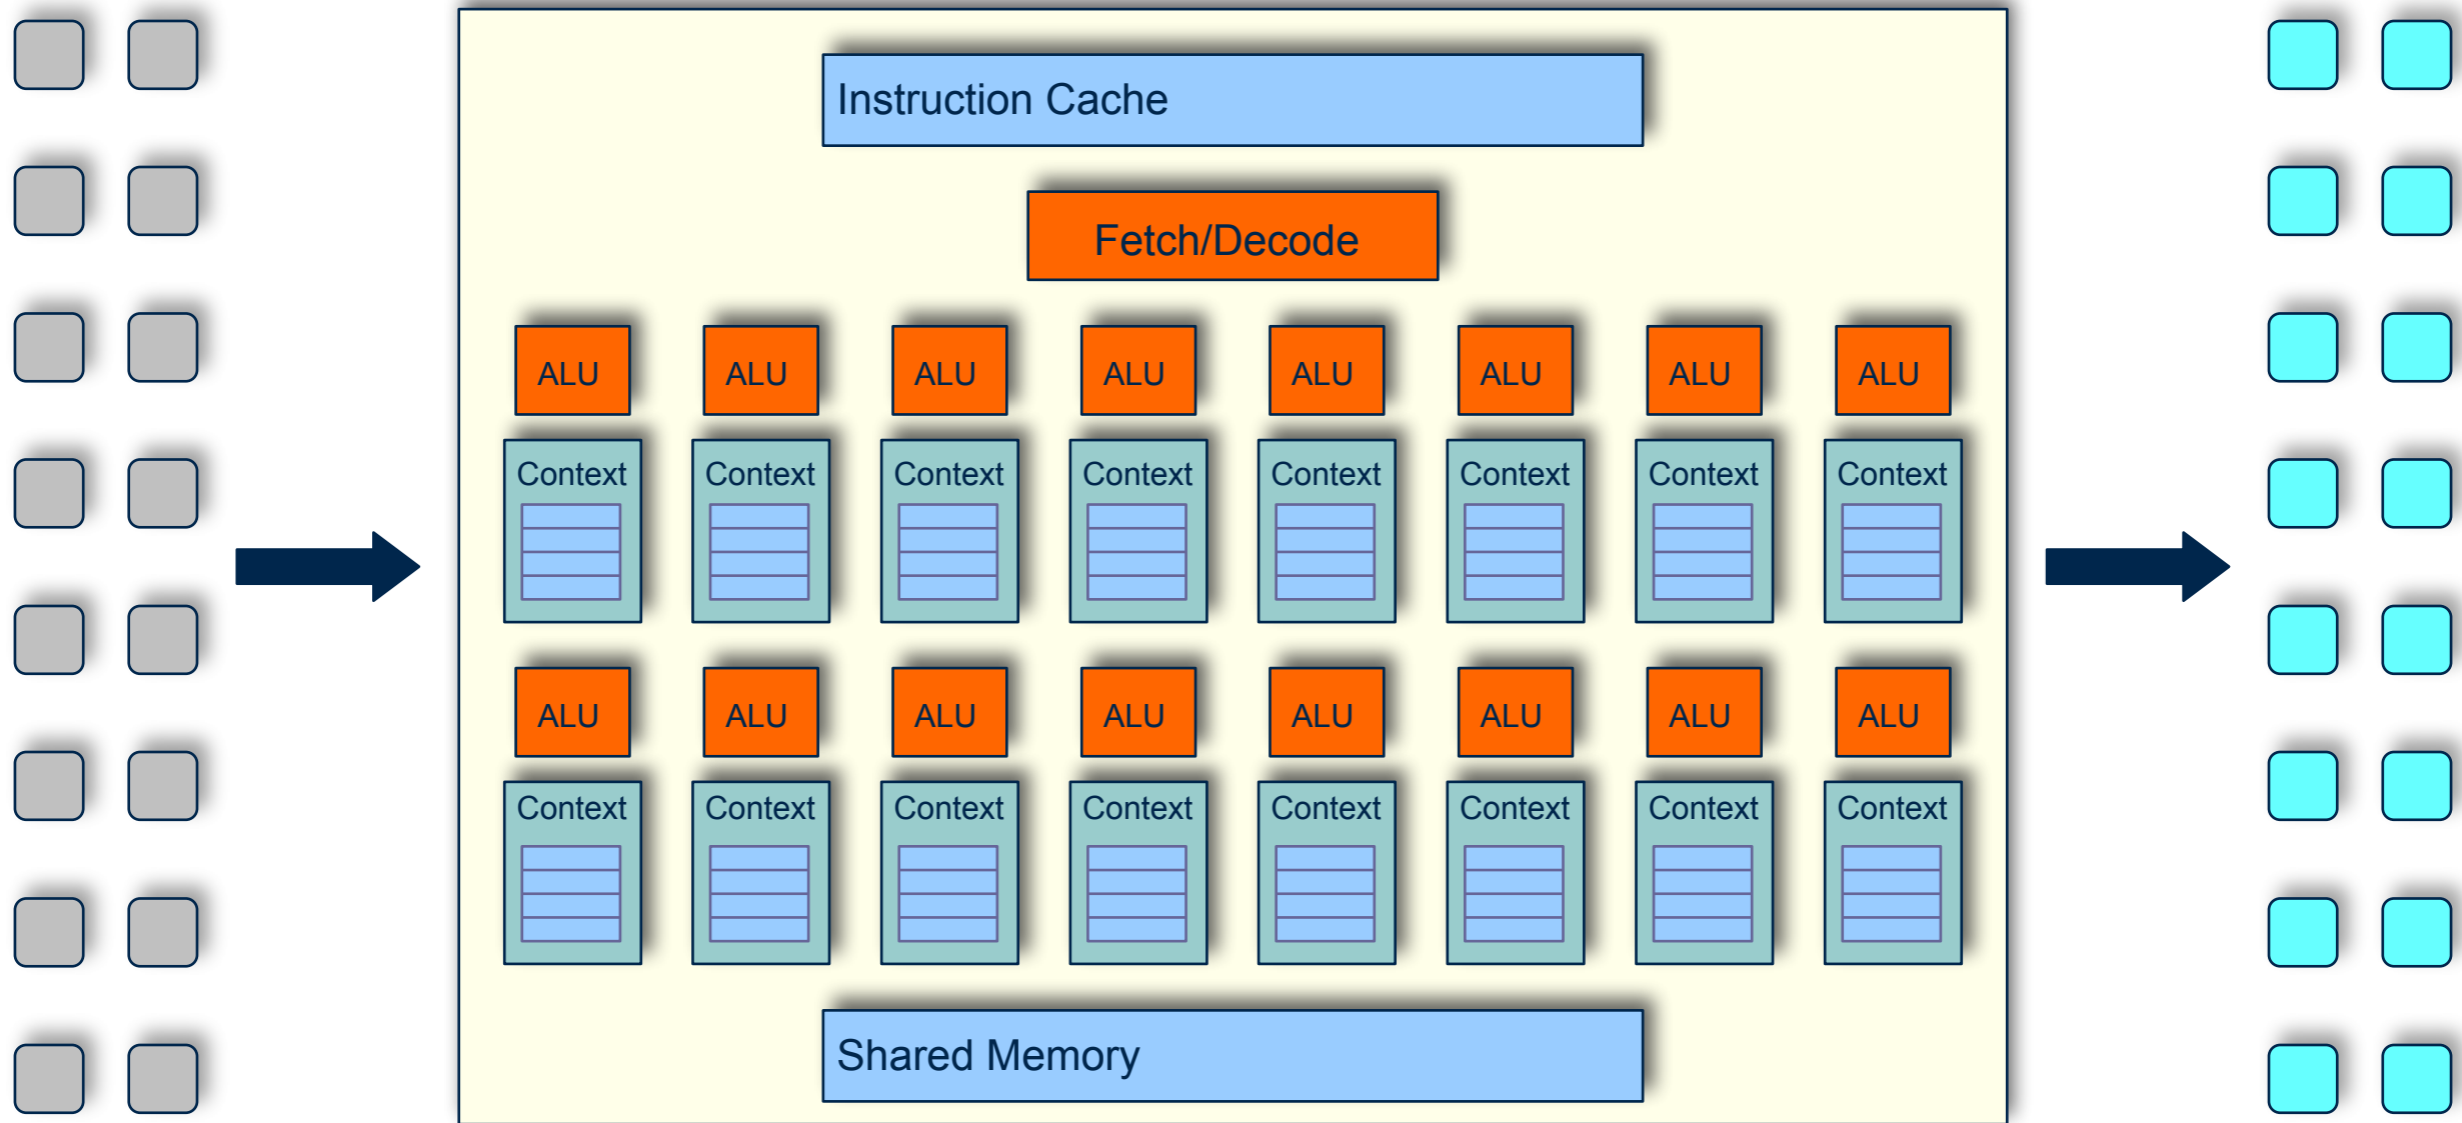 Instruction Cache
Fetch/Decode
ALU ALU ALU ALU ALU ALU ALU ALU
Context Context Context Context Context Context Context Context
ALU ALU ALU ALU ALU ALU ALU ALU
Context Context Context Context Context Context Context Context
Shared Memory